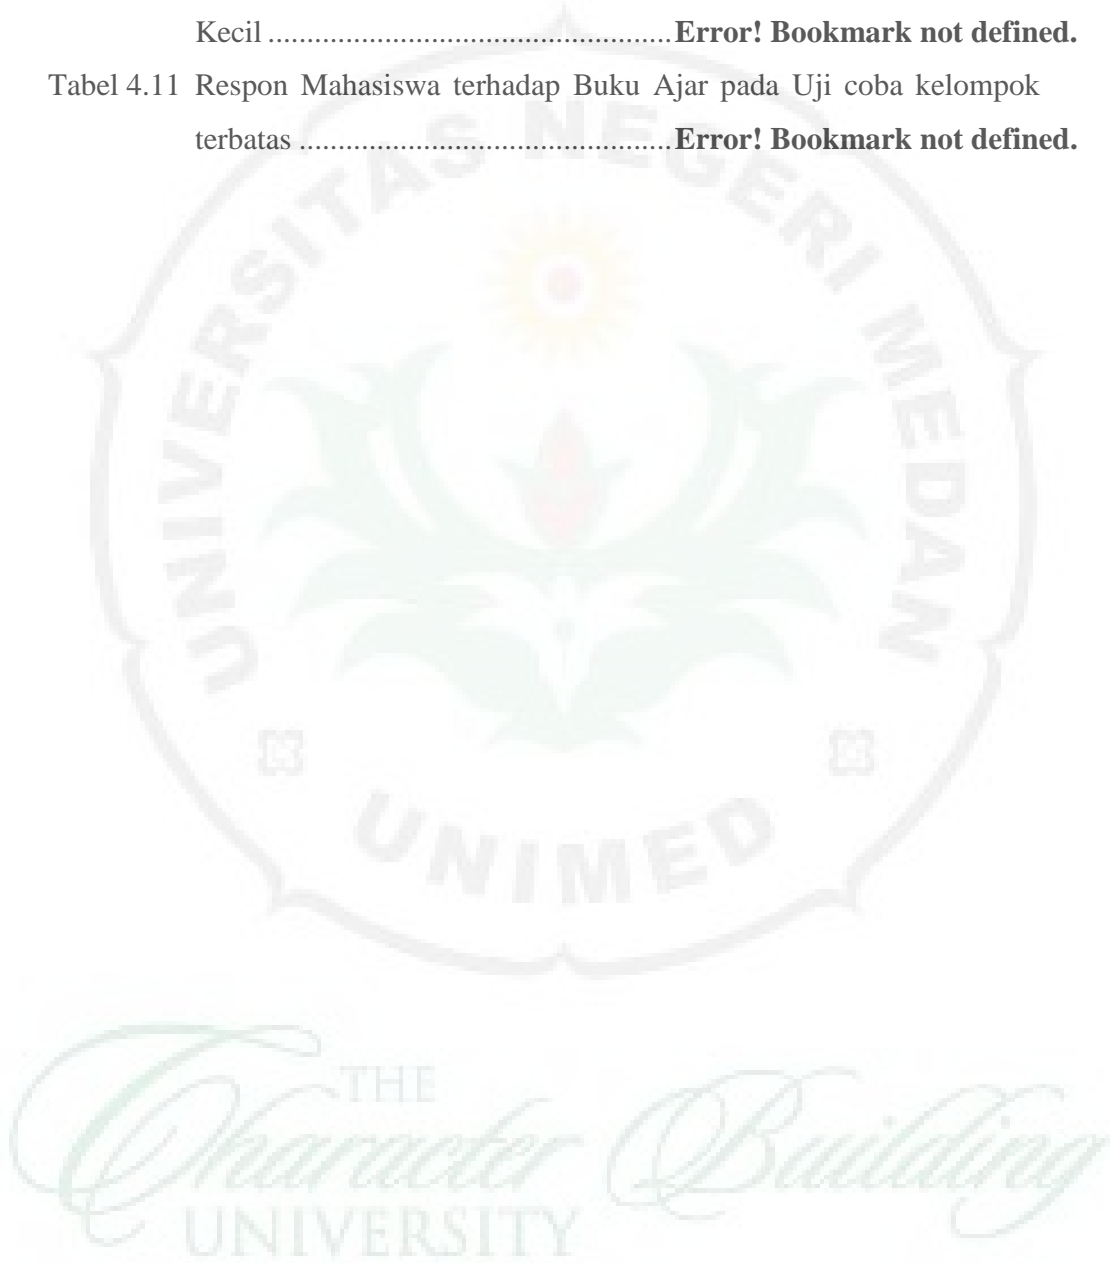 Kecil ....................................................Error! Bookmark not defined.
Tabel 4.11 Respon Mahasiswa terhadap Buku Ajar pada Uji coba kelompok
terbatas ................................................Error! Bookmark not defined.
UNIVERSITAS NEGERI MEDAN
UNIMED
THE
Character Building
UNIVERSITY